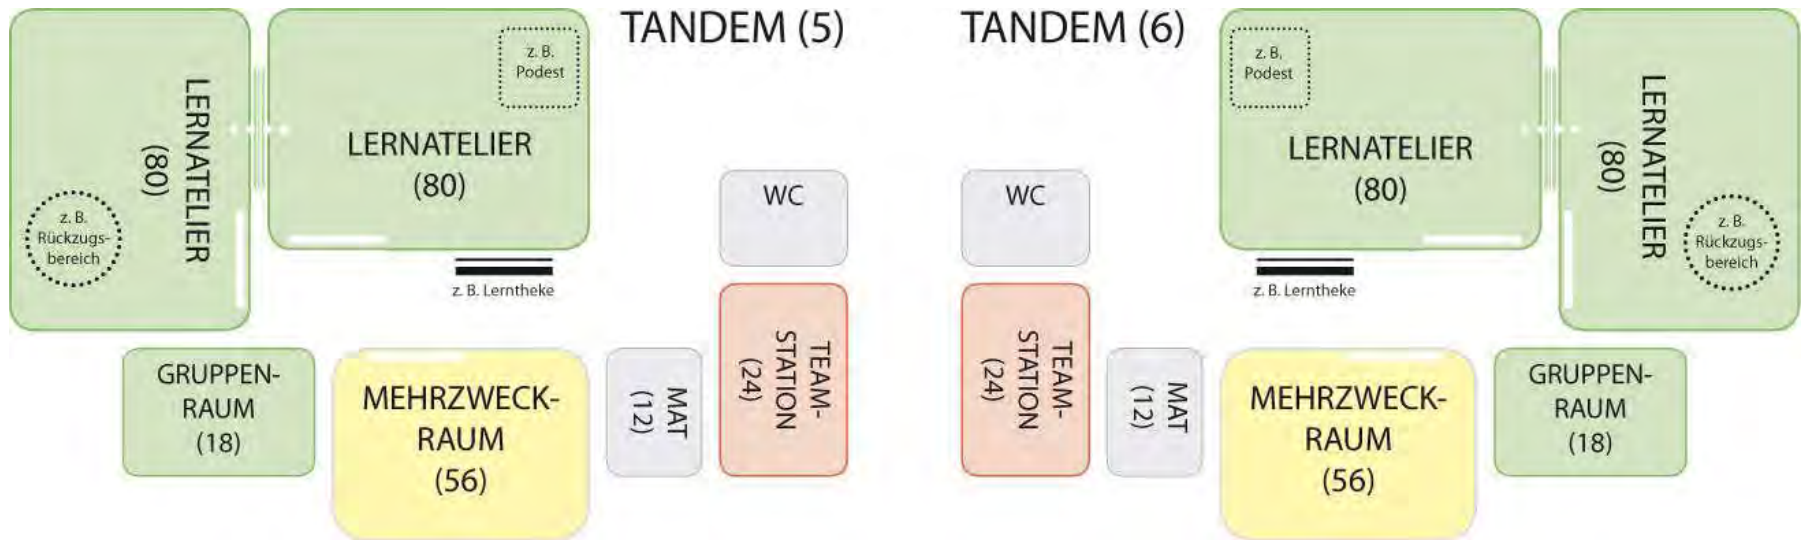 TANDEM (5)
LERNATELIER
(80)
z. B.
Rückzugs-
bereich
z. B.
Podest
LERNATELIER
(80)
z. B. Lerntheke
WC
TEAM-
STATION
(24)
GRUPPEN-
RAUM
(18)
MEHRZWECK-
RAUM
(56)
MAT
(12)
TANDEM (6)
z. B.
Podest
LERNATELIER
(80)
z. B. Lerntheke
LERNATELIER
(80)
z. B.
Rückzugs-
bereich
WC
TEAM-
STATION
(24)
MAT
(12)
MEHRZWECK-
RAUM
(56)
GRUPPEN-
RAUM
(18)